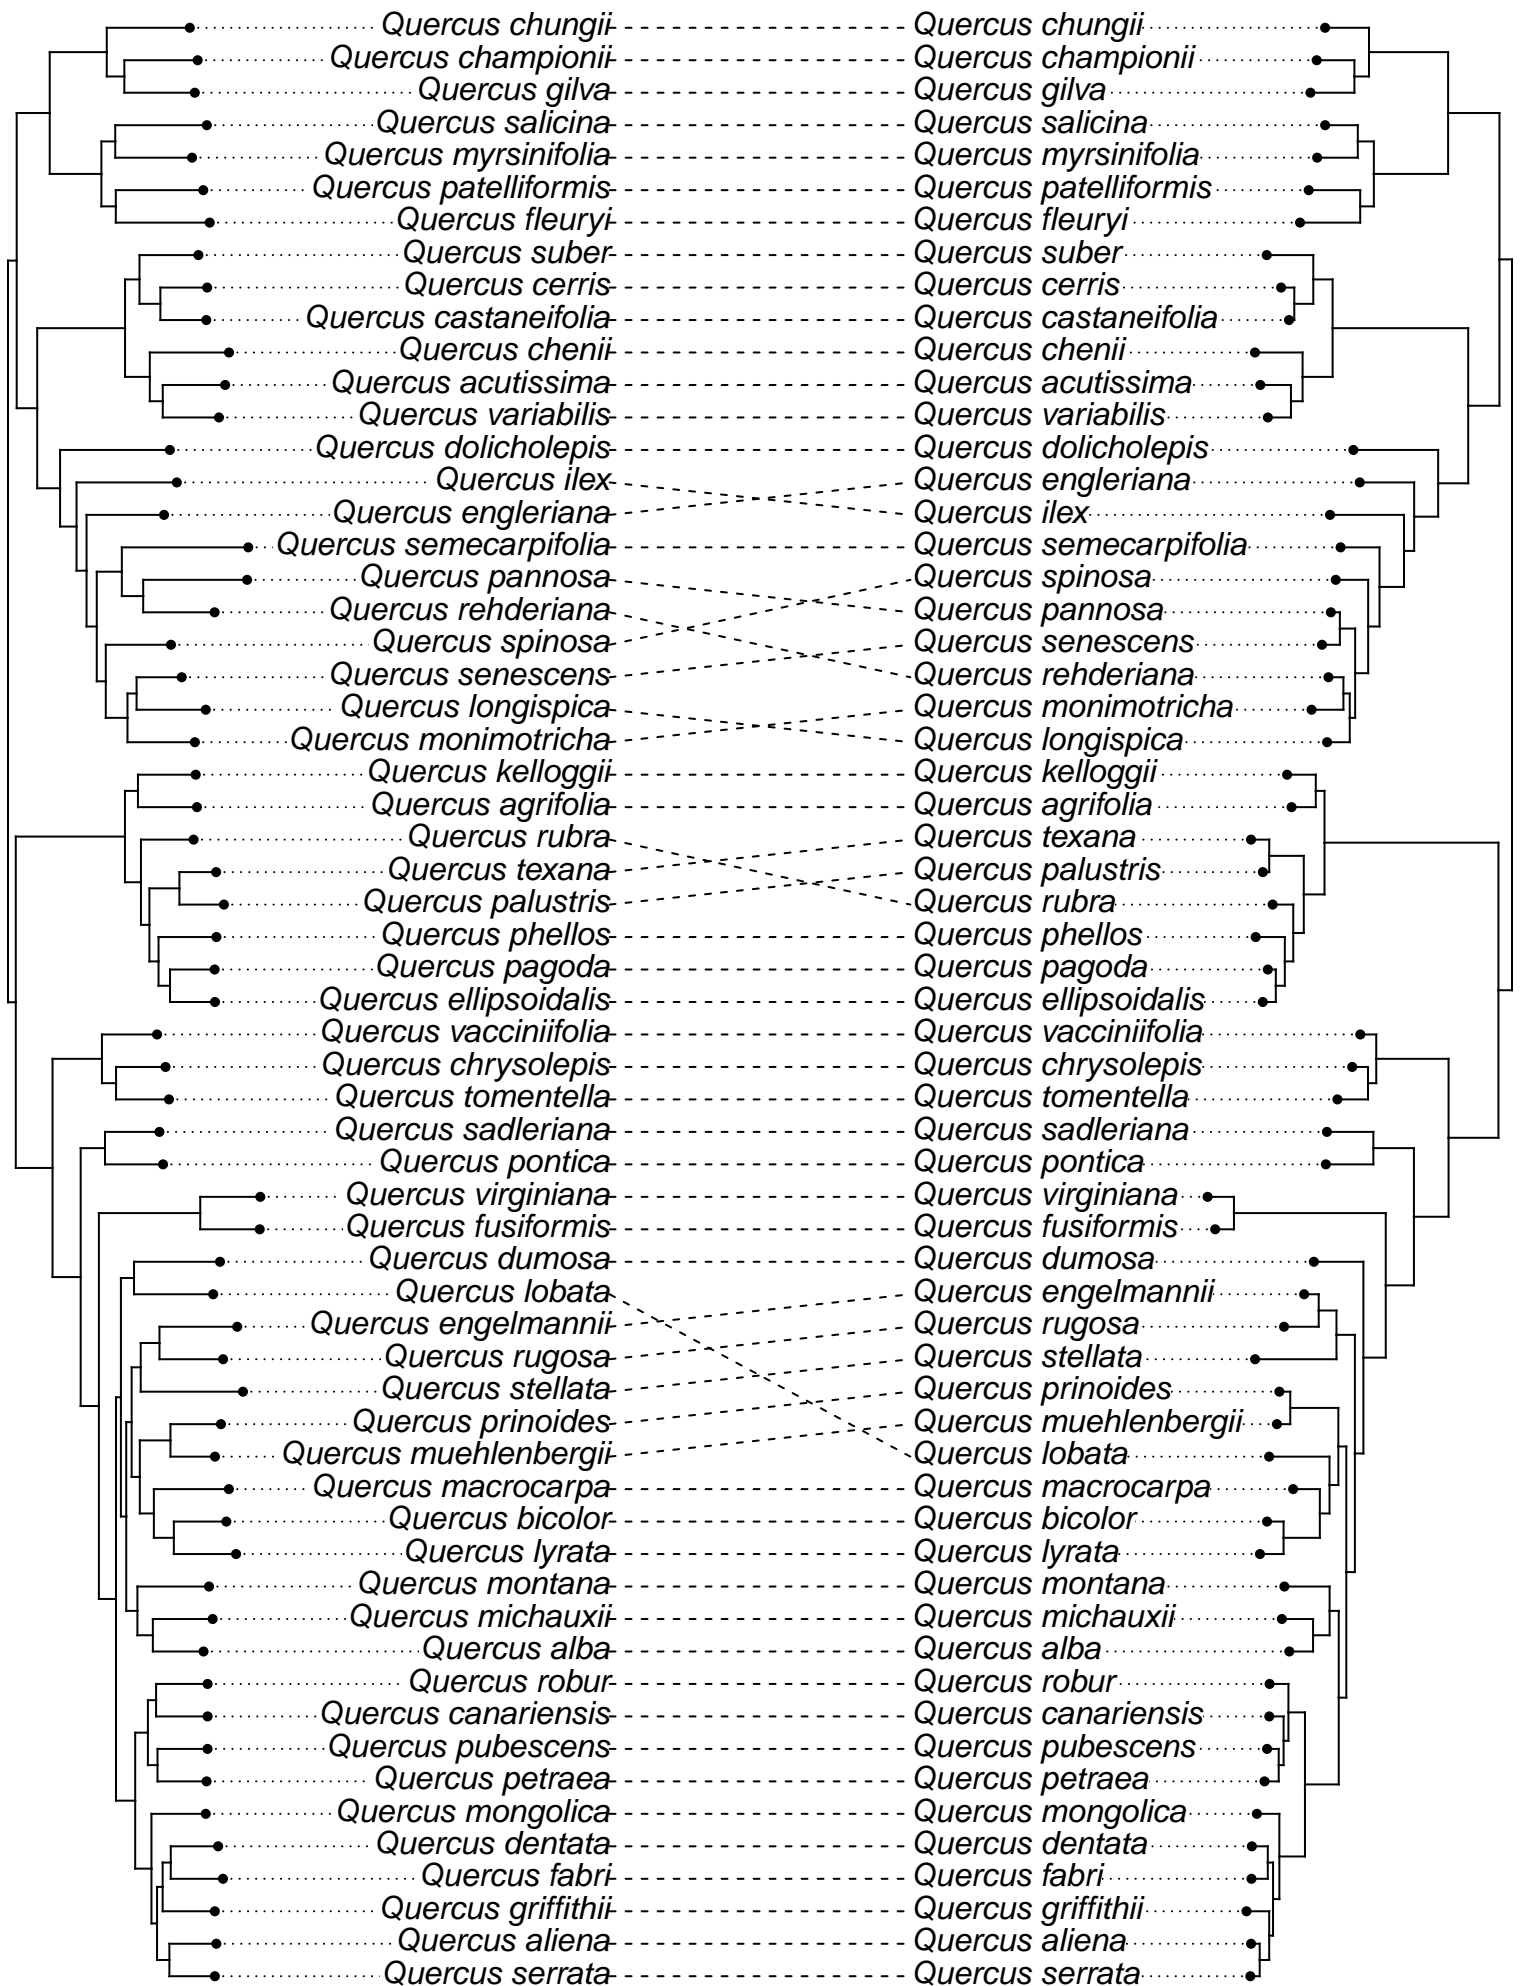 Quercus chungii Quercus chungii
Quercus championii Quercus championii
Quercus gilva Quercus gilva
Quercus salicina Quercus salicina
Quercus myrsinifolia Quercus myrsinifolia
Quercus patelliformis Quercus patelliformis
Quercus fleuryi Quercus fleuryi
Quercus suber Quercus suber
Quercus cerris Quercus cerris
Quercus castaneifolia Quercus castaneifolia
Quercus chenii Quercus chenii
Quercus acutissima Quercus acutissima
Quercus variabilis Quercus variabilis
Quercus dolicholepis Quercus dolicholepis
Quercus ilex Quercus engleriana
Quercus engleriana Quercus ilex
Quercus semecarpifolia Quercus semecarpifolia
Quercus pannosa Quercus spinosa
Quercus rehderiana Quercus pannosa
Quercus spinosa Quercus senescens
Quercus senescens Quercus rehderiana
Quercus longispica Quercus monimotricha
Quercus monimotricha Quercus longispica
Quercus kelloggii Quercus kelloggii
Quercus agrifolia Quercus agrifolia
Quercus rubra Quercus texana
Quercus texana Quercus palustris
Quercus palustris Quercus rubra
Quercus phellos Quercus phellos
Quercus pagoda Quercus pagoda
Quercus ellipsoidalis Quercus ellipsoidalis
Quercus vacciniifolia Quercus vacciniifolia
Quercus chrysolepis Quercus chrysolepis
Quercus tomentella Quercus tomentella
Quercus sadleriana Quercus sadleriana
Quercus pontica Quercus pontica
Quercus virginiana Quercus virginiana
Quercus fusiformis Quercus fusiformis
Quercus dumosa Quercus dumosa
Quercus lobata Quercus engelmannii
Quercus engelmannii Quercus rugosa
Quercus rugosa Quercus stellata
Quercus stellata Quercus prinoides
Quercus prinoides Quercus muehlenbergii
Quercus muehlenbergii Quercus lobata
Quercus macrocarpa Quercus macrocarpa
Quercus bicolor Quercus bicolor
Quercus lyrata Quercus lyrata
Quercus montana Quercus montana
Quercus michauxii Quercus michauxii
Quercus alba Quercus alba
Quercus robur Quercus robur
Quercus canariensis Quercus canariensis
Quercus pubescens Quercus pubescens
Quercus petraea Quercus petraea
Quercus mongolica Quercus mongolica
Quercus dentata Quercus dentata
Quercus fabri Quercus fabri
Quercus griffithii Quercus griffithii
Quercus aliena Quercus aliena
Quercus serrata Quercus serrata